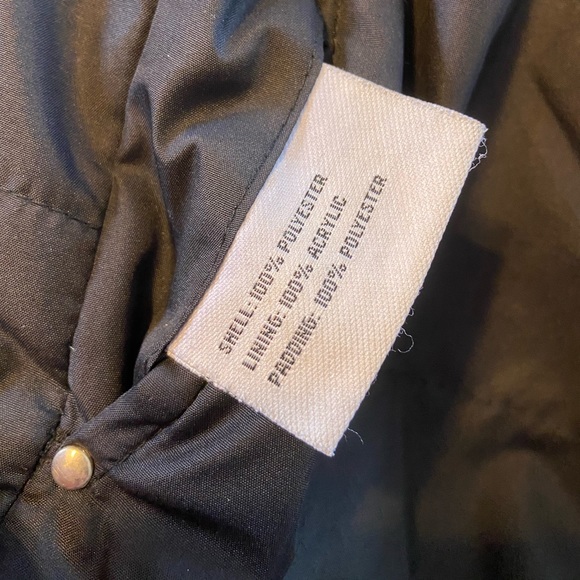 SHELL:100% POLYESTER
LINING:100% ACRYLIC
PADDING: 100% POLYESTER